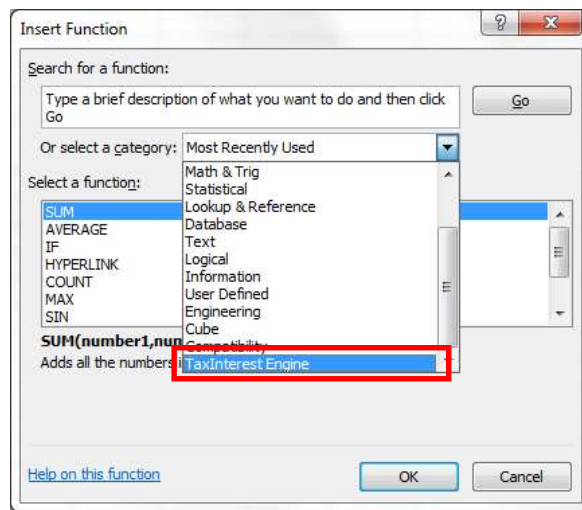 Insert Function
Search for a function:
Type a brief description of what you want to do and then click
Go
Go
Or select a category: Most Recently Used
Math & Trig
Statistical
Lookup & Reference
Database
Text
Logical
Information
User Defined
Engineering
Cube
Compatibility
TaxInterest Engine
Select a function:
SUM
AVERAGE
IF
HYPERLINK
COUNT
MAX
SIN
SUM(number1,num
Adds all the numbers i
Help on this function
OK
Cancel